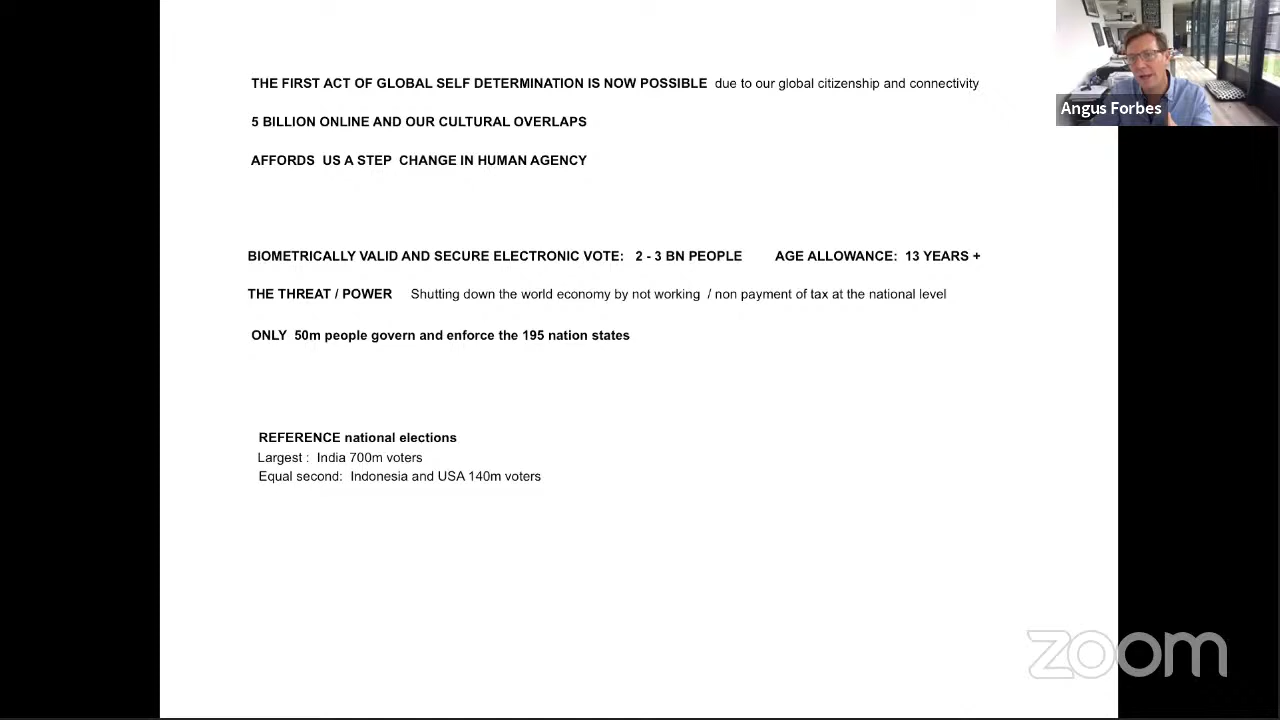 THE FIRST ACT OF GLOBAL SELF DETERMINATION IS NOW POSSIBLE due to our global citizenship and connectivity
Angus Forbes
5 BILLION ONLINE AND OUR CULTURAL OVERLAPS
AFFORDS US A STEP CHANGE IN HUMAN AGENCY
BIOMETRICALLY VALID AND SECURE ELECTRONIC VOTE: 2 - 3 BN PEOPLE AGE ALLOWANCE: 13 YEARS +
THE THREAT / POWER Shutting down the world economy by not working / non payment of tax at the national level
ONLY 50m people govern and enforce the 195 nation states
REFERENCE national elections
Largest : India 700m voters
Equal second: Indonesia and USA 140m voters
zoom